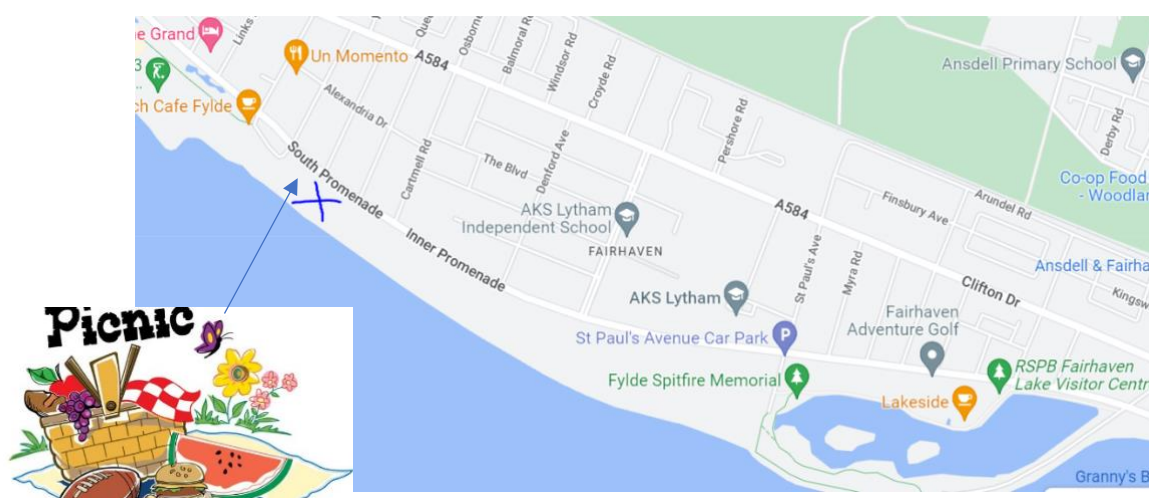 e Grand
Links
Que
Osborne
Balmoral Rd
Windsor Rd
Croyde Rd
Un Momento
A584
Ansdell Primary School
3
ch Cafe Fylde
Alexandria Dr
Pershore Rd
Derby Rd
South Promenade
Cartmell Rd
The Blvd
Denford Ave
Co-op Food
- Woodlan
A584
Finsbury Ave
Arundel Rd
AKS Lytham
Independent School
FAIRHAVEN
Inner Promenade
St Paul's Ave
Myra Rd
Ansdell & Fairha
Clifton Dr
Kingsw
AKS Lytham
Fairhaven
Adventure Golf
Picnic
St Paul's Avenue Car Park
P
RSPB Fairhaven
Lake Visitor Centr
Fylde Spitfire Memorial
Lakeside
Granny's B